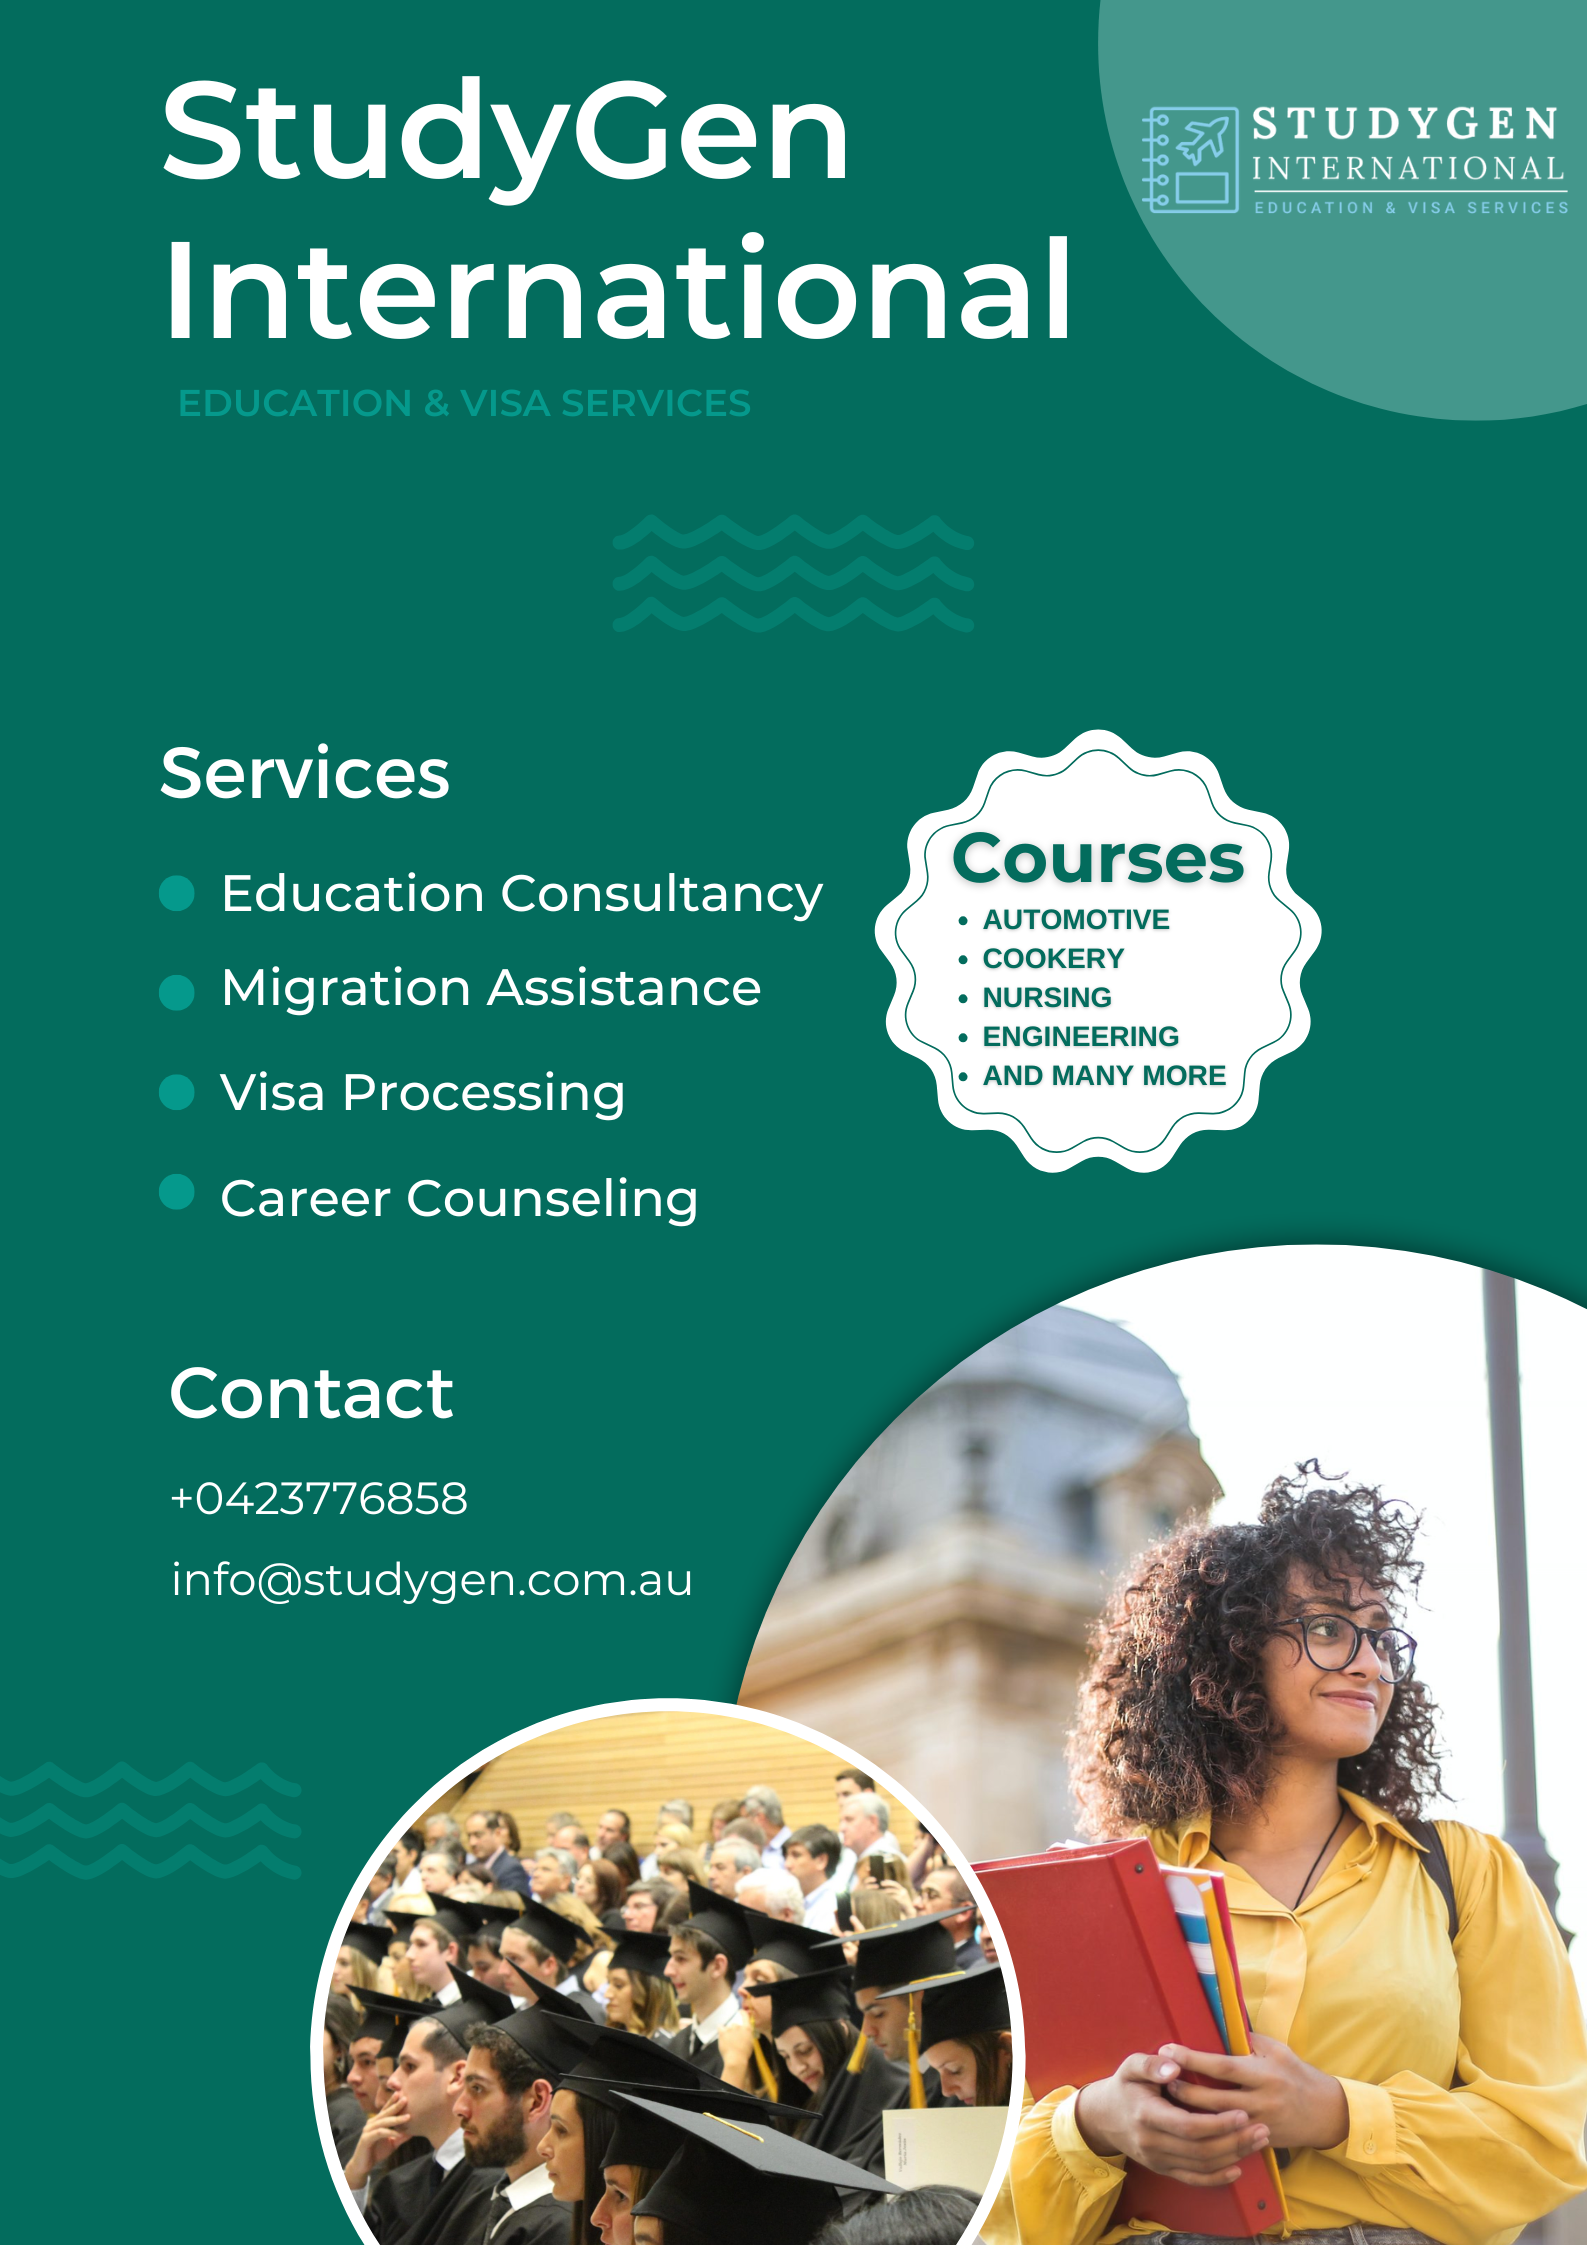 StudyGen
International
EDUCATION & VISA SERVICES
STUDYGEN
INTERNATIONAL
EDUCATION & VISA SERVICES
Services
Education Consultancy
Migration Assistance
Visa Processing
Career Counseling
Courses
AUTOMOTIVE
COOKERY
NURSING
ENGINEERING
AND MANY MORE
Contact
+0423776858
info@studygen.com.au